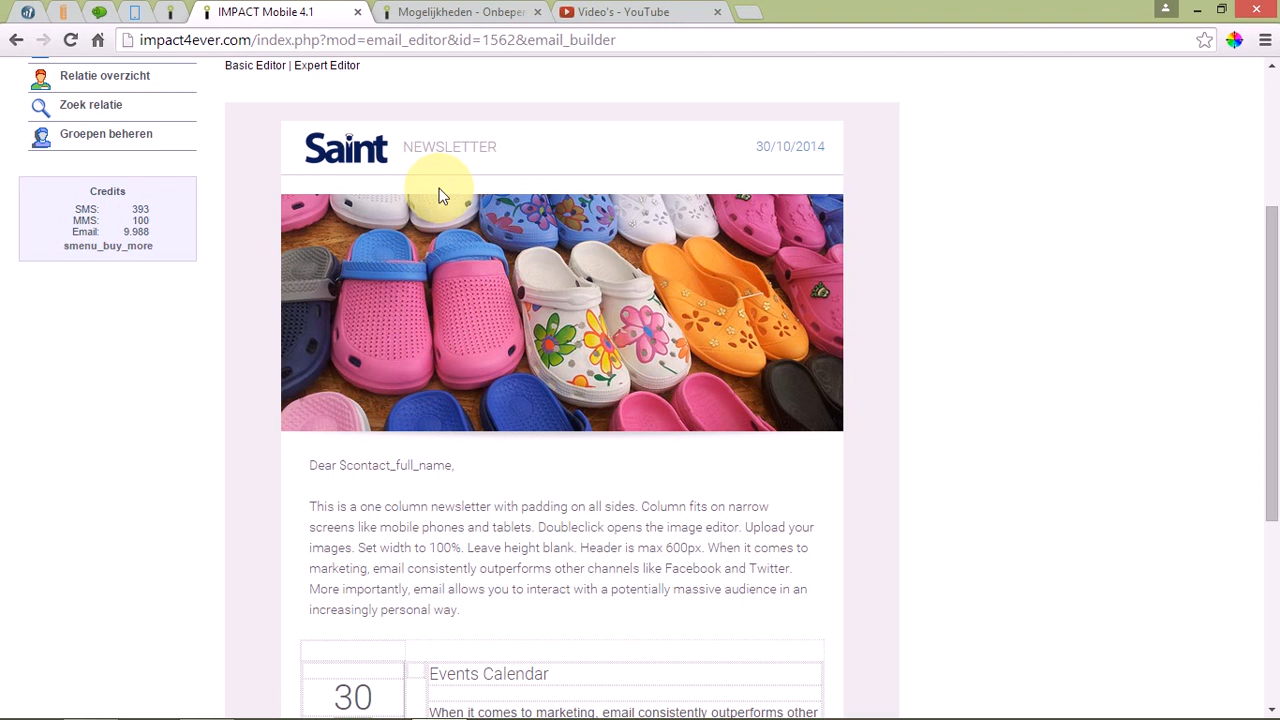 IMPACT Mobile 4.1
Mogelijkheden - Onbeper
Video's - YouTube
impact4ever.com/index.php?mod=email_editor&id=1562&email_builder
Relatie overzicht
Zoek relatie
Groepen beheren
Credits
SMS: 393
MMS: 100
Email: 9.988
smenu_buy_more
Basic Editor | Expert Editor
Saint NEWSLETTER 30/10/2014
Dear $contact_full_name,
This is a one column newsletter with padding on all sides. Column fits on narrow
screens like mobile phones and tablets. Doubleclick opens the image editor. Upload your
images. Set width to 100%. Leave height blank. Header is max 600px. When it comes to
marketing, email consistently outperforms other channels like Facebook and Twitter.
More importantly, email allows you to interact with a potentially massive audience in an
increasingly personal way.
30
Events Calendar
When it comes to marketing, email consistently outperforms other